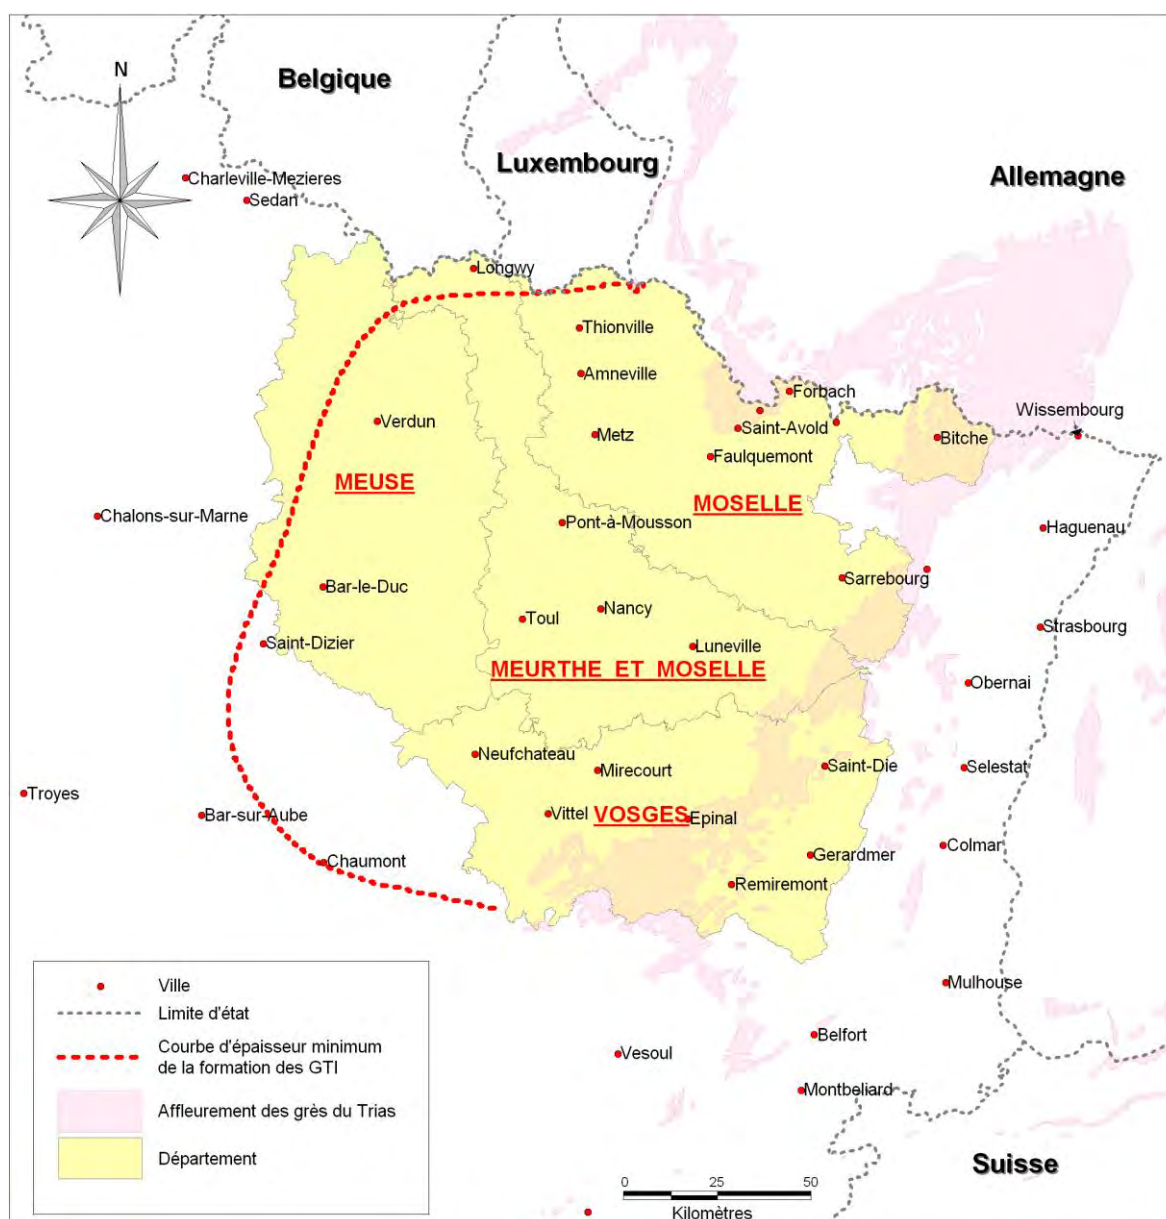 N
Belgique
Luxembourg
Allemagne
Charleville-Mezieres
Sedan
Longwy
Thionville
Amneville
Forbach
Wissembourg
Verdun
Metz
Saint-Avold
Bitche
Faulquemont
MEUSE
MOSELLE
Chalons-sur-Marne
Pont-à-Mousson
Haguenau
Bar-le-Duc
Sarrebourg
Toul
Nancy
Strasbourg
Saint-Dizier
Luneville
MEURTHE ET MOSELLE
Obernai
Neufchateau
Mirecourt
Saint-Die
Selestat
Troyes
Bar-sur-Aube
Vittel
VOSGES
Epinal
Colmar
Chaumont
Gerardmer
Remiremont
Mulhouse
Belfort
Vesoul
Montbeliard
Suisse
Ville
Limite d'état
Courbe d'épaisseur minimum
de la formation des GTI
Affleurement des grès du Trias
Département
0 25 50
Kilomètres